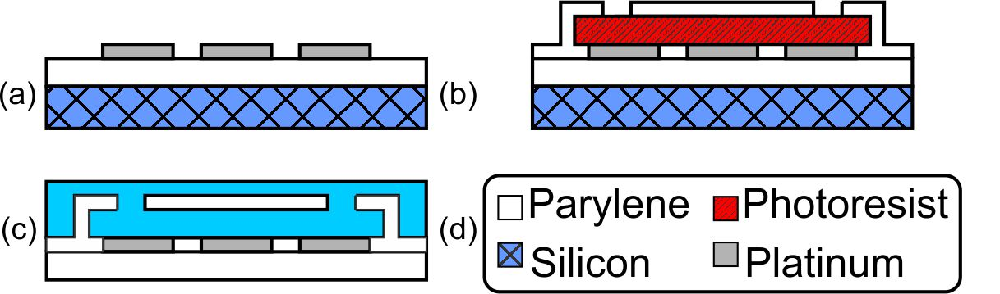 (a)
(b)
(c)
(d)
Parylene
Photoresist
Silicon
Platinum